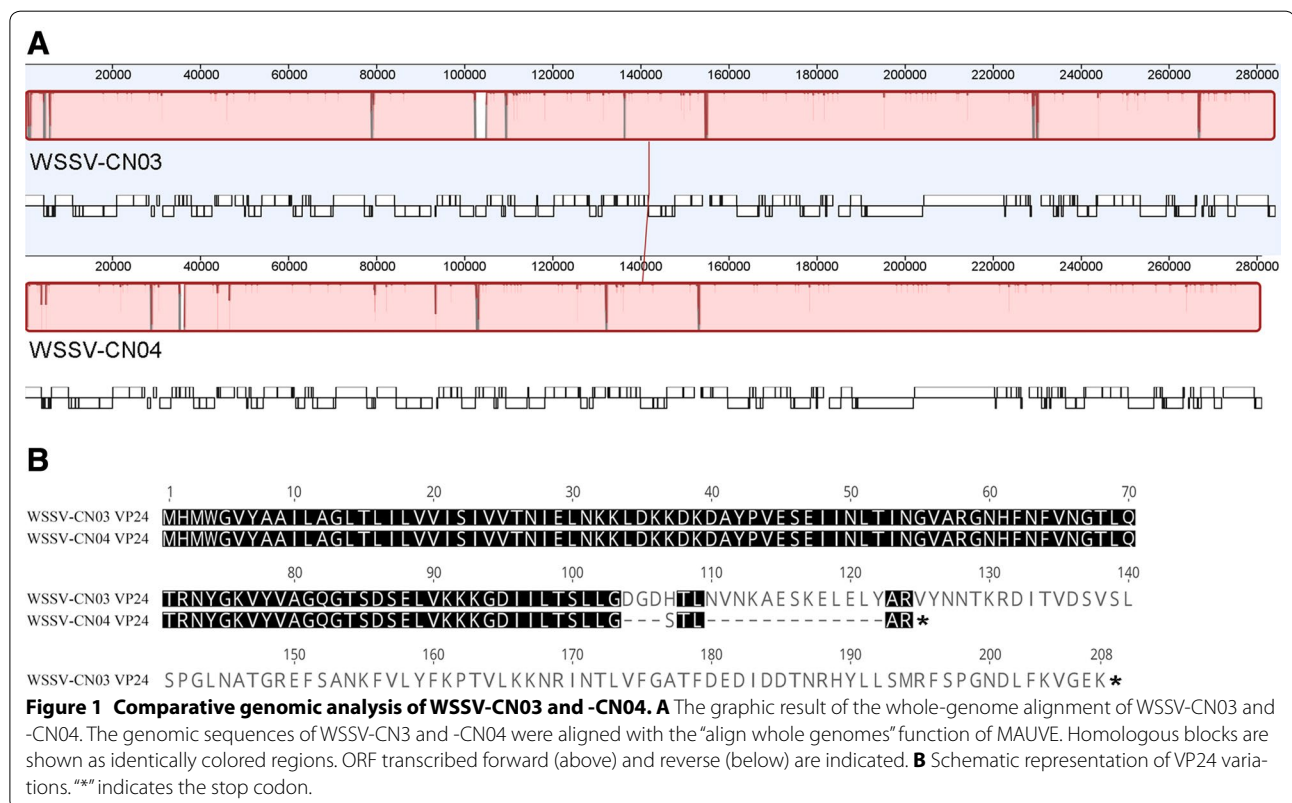 A
20000 40000 60000 80000 100000 120000 140000 160000 180000 200000 220000 240000 260000 280000
WSSV-CN03
20000 40000 60000 80000 100000 120000 140000 160000 180000 200000 220000 240000 260000 280000
WSSV-CN04
B
1 10 20 30 40 50 60 70
WSSV-CN03 VP24 MHMWGVYAAILAGLTLILVVISIVVTNIELNKKLDKKDKDAYPVESEIINLTINGVARGNHFNFVNGTLQ
WSSV-CN04 VP24 MHMWGVYAAILAGLTLILVVISIVVTNIELNKKLDKKDKDAYPVESEIINLTINGVARGNHFNFVNGTLQ
80 90 100 110 120 130 140
WSSV-CN03 VP24 TRNYGKVYVAGQGTSDSELVKKKGDIILTSLLGDGDHTLNVNKAESKELELYARVYNNTKRDITVDSVSL
WSSV-CN04 VP24 TRNYGKVYVAGQGTSDSELVKKKGDIILTSLLG---STL-------------AR*
150 160 170 180 190 200 208
WSSV-CN03 VP24 SPGLNATGREFSANKFVLYFKPTVLKKNRINTLVFGATFDEDIDDTNRHYLLSMRFSPGNDLFKVGEK*
Figure 1 Comparative genomic analysis of WSSV-CN03 and -CN04. A The graphic result of the whole-genome alignment of WSSV-CN03 and
-CN04. The genomic sequences of WSSV-CN3 and -CN04 were aligned with the "align whole genomes" function of MAUVE. Homologous blocks are
shown as identically colored regions. ORF transcribed forward (above) and reverse (below) are indicated. B Schematic representation of VP24 varia-
tions. "*" indicates the stop codon.